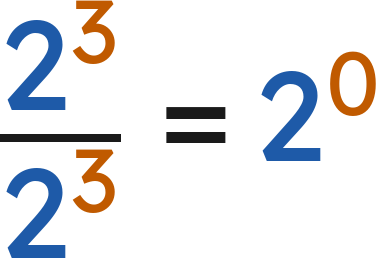 2³
= 2⁰
2³